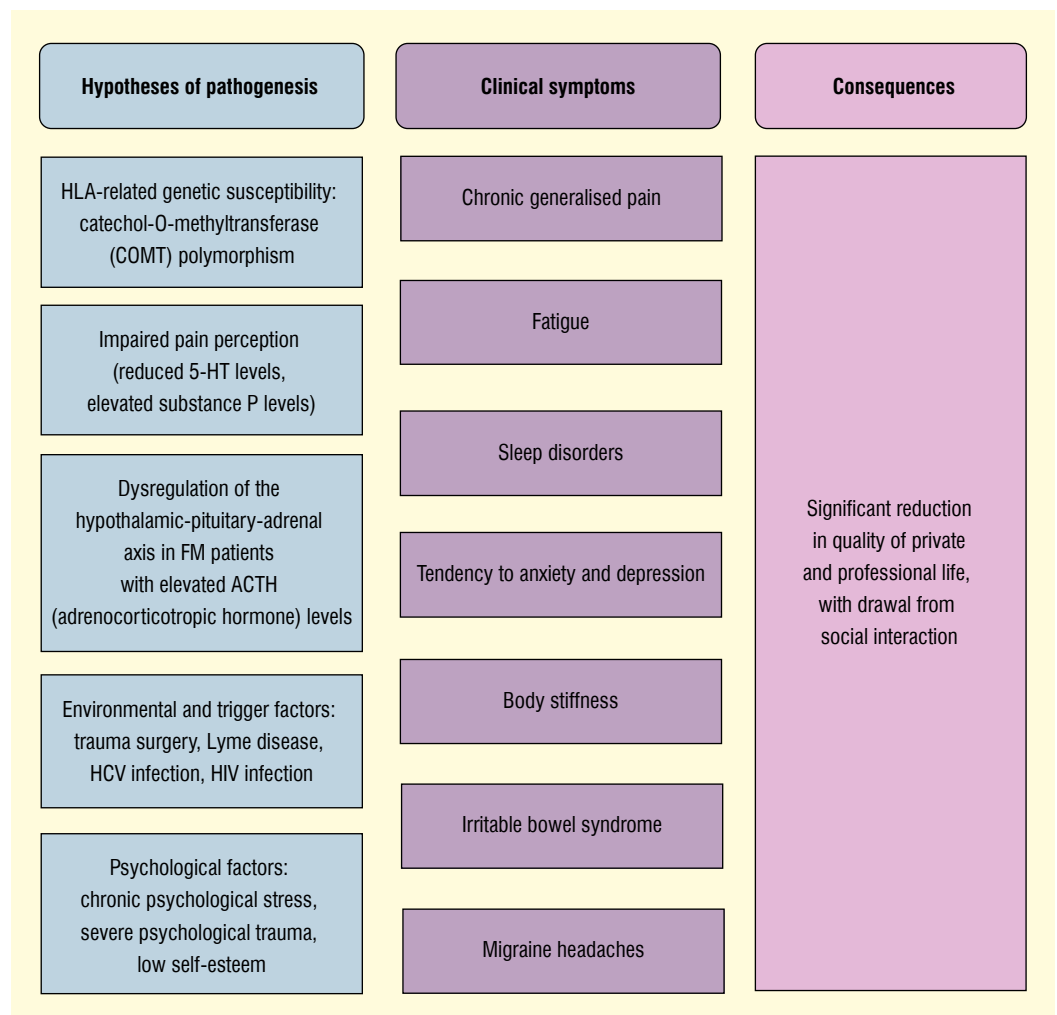 Hypotheses of pathogenesis
HLA-related genetic susceptibility:
catechol-O-methyltransferase
(COMT) polymorphism
Impaired pain perception
(reduced 5-HT levels,
elevated substance P levels)
Dysregulation of the
hypothalamic-pituitary-adrenal
axis in FM patients
with elevated ACTH
(adrenocorticotropic hormone) levels
Environmental and trigger factors:
trauma surgery, Lyme disease,
HCV infection, HIV infection
Psychological factors:
chronic psychological stress,
severe psychological trauma,
low self-esteem
Clinical symptoms
Chronic generalised pain
Fatigue
Sleep disorders
Tendency to anxiety and depression
Body stiffness
Irritable bowel syndrome
Migraine headaches
Consequences
Significant reduction
in quality of private
and professional life,
with drawal from
social interaction